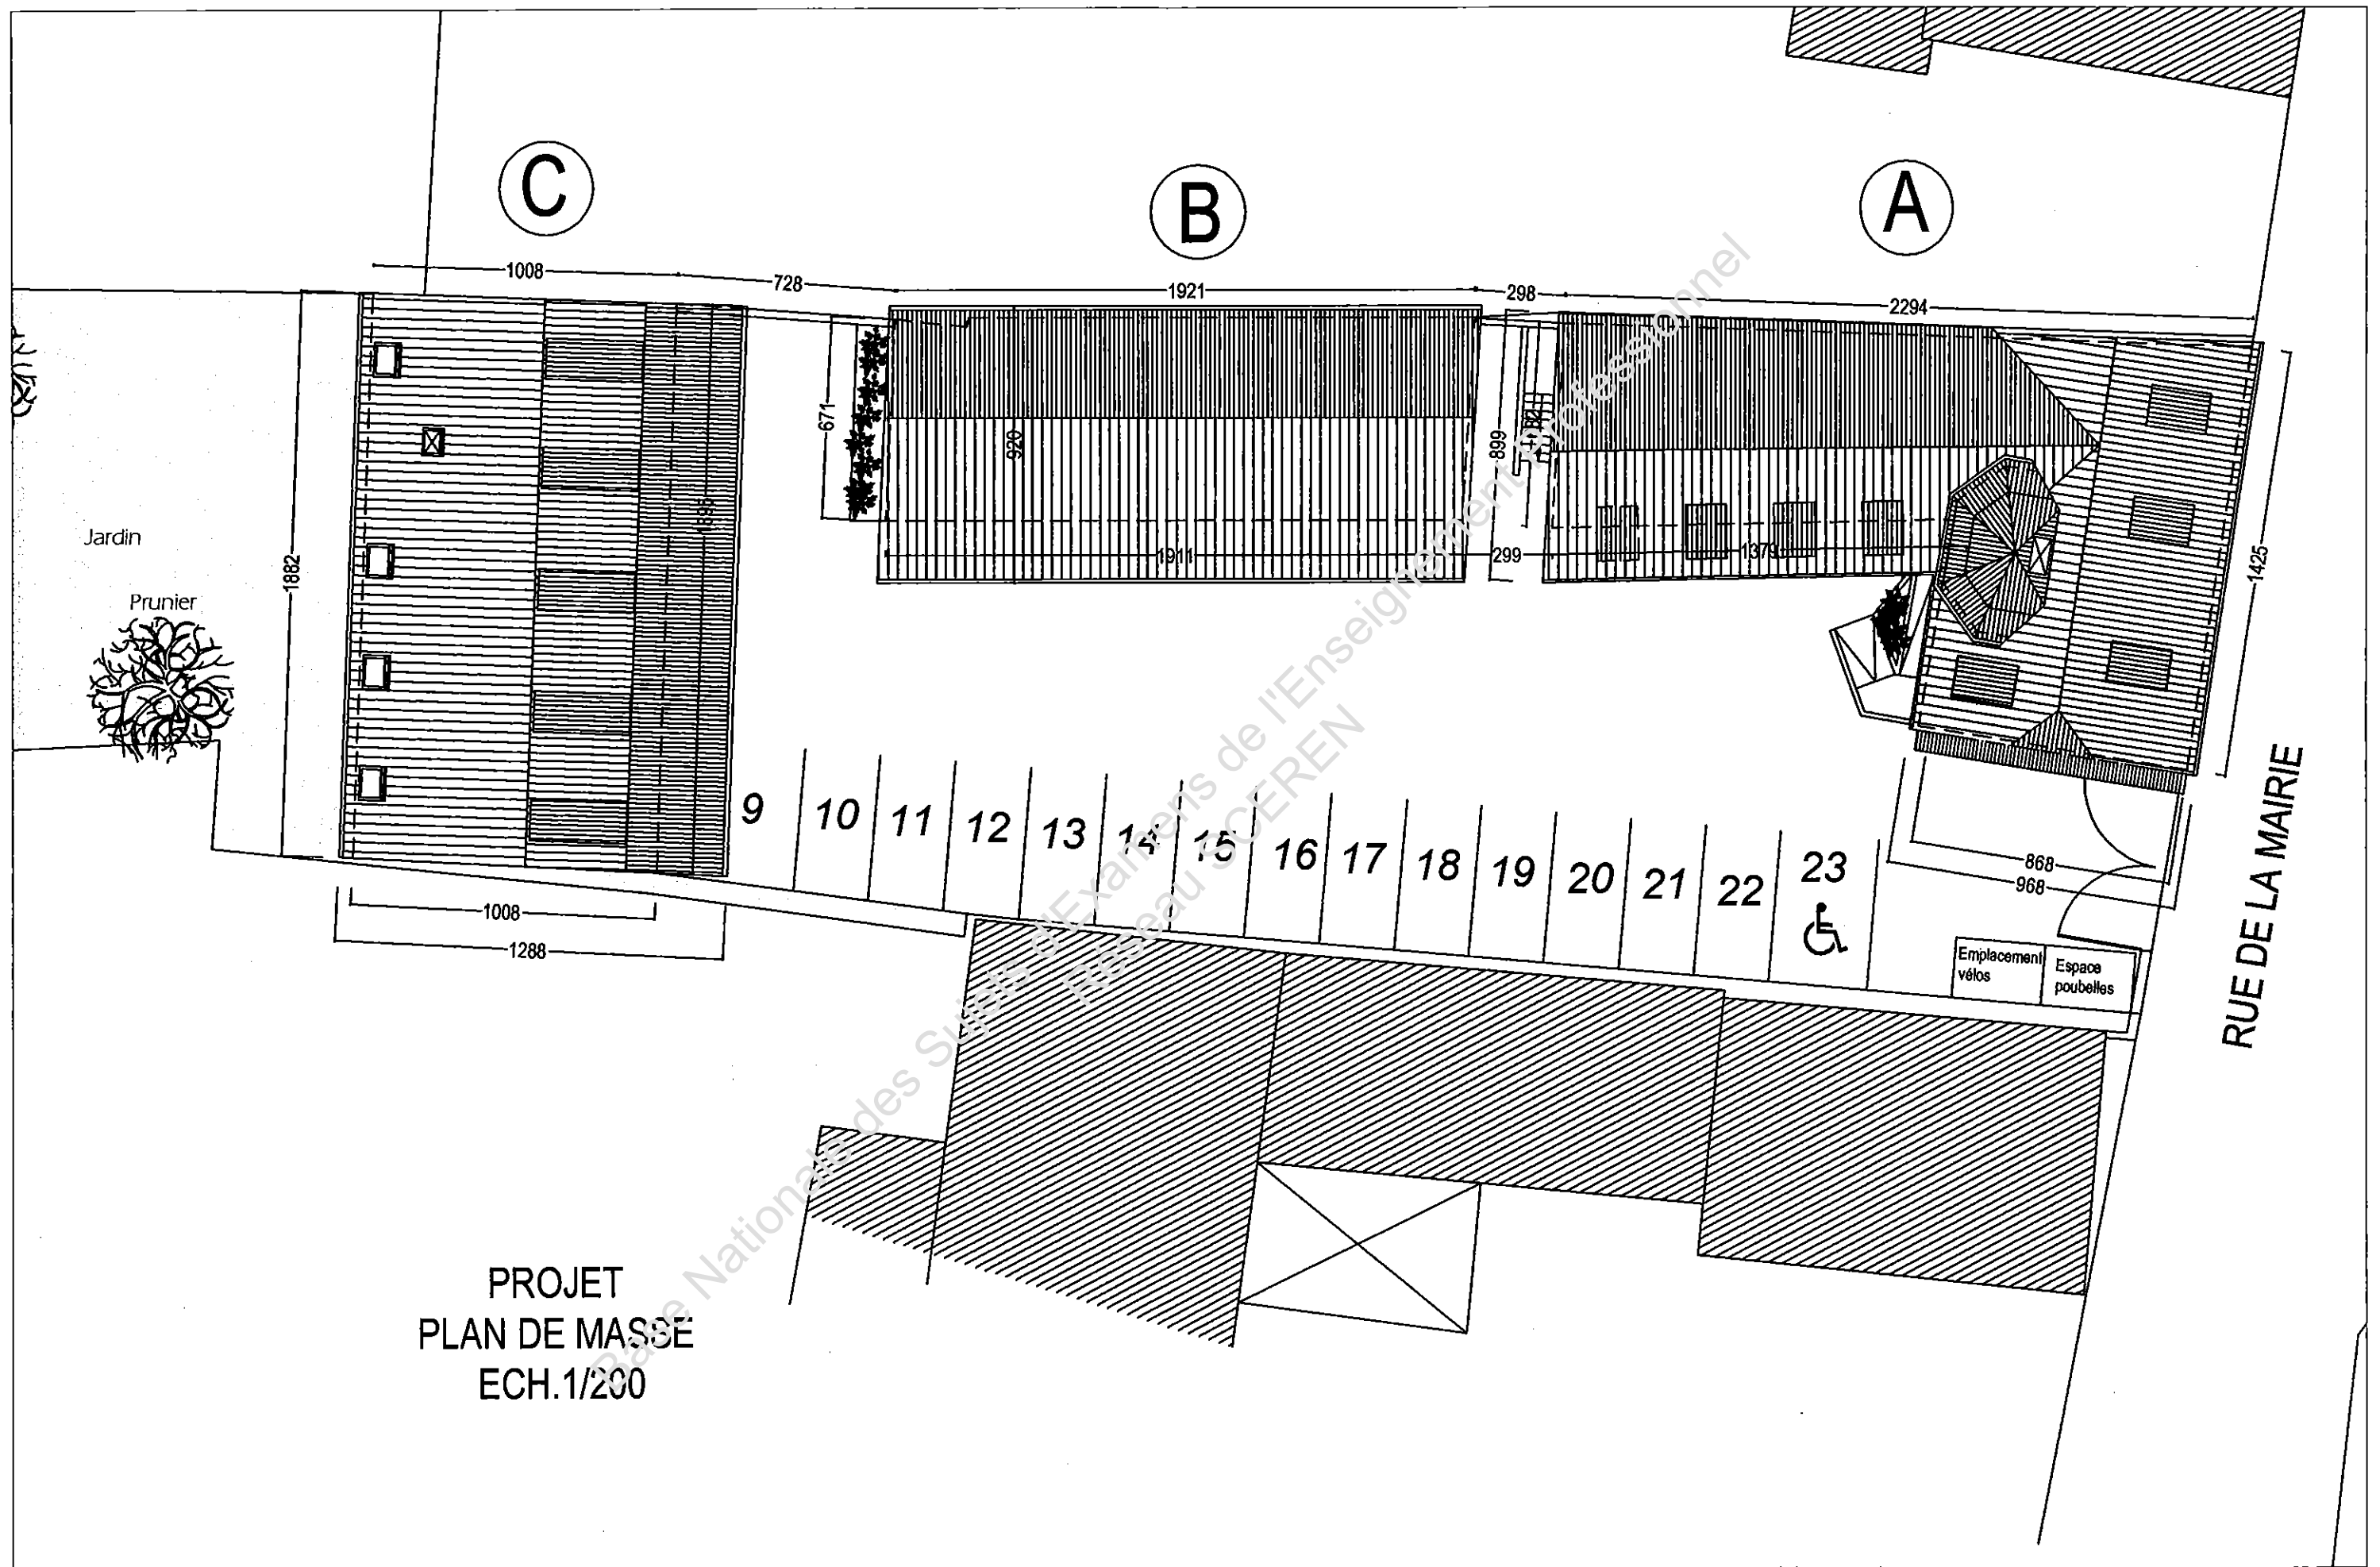 C
B
A
1008
728
1921
298
2294
671
920
899
1895
1882
1911
299
1379
1425
Jardin
Prunier
9
10
11
12
13
14
15
16
17
18
19
20
21
22
23
868
968
1008
1288
Emplacement
vélos
Espace
poubelles
RUE DE LA MAIRIE
PROJET
PLAN DE MASSE
ECH.1/200
Base Nationale des Sujets d'Examens de l'Enseignement Professionnel
Réseau SCEREN